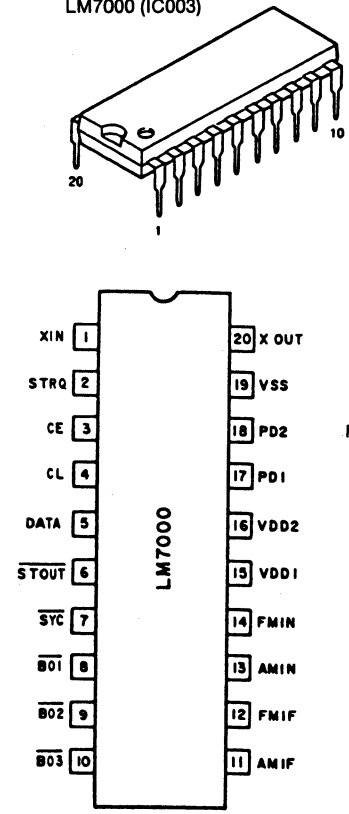 LM7000 (IC003)
10
20
1
XIN 1
20 X OUT
STRQ 2
19 VSS
CE 3
18 PD2
CL 4
17 PD1
DATA 5
16 VDD2
STOUT 6
15 VDD1
SYC 7
14 FMIN
BO1 8
13 AMIN
BO2 9
12 FMIF
BO3 10
11 AMIF
LM7000